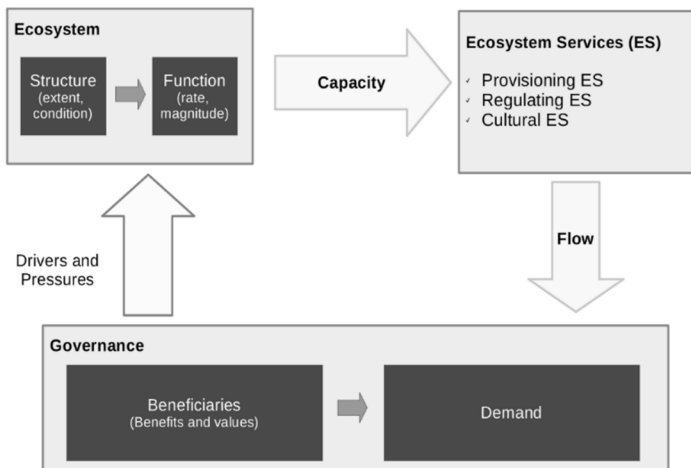 Ecosystem
Structure
(extent,
condition)
Function
(rate,
magnitude)
Capacity
Ecosystem Services (ES)
✓ Provisioning ES
✓ Regulating ES
✓ Cultural ES
Flow
Drivers and
Pressures
Governance
Beneficiaries
(Benefits and values)
Demand